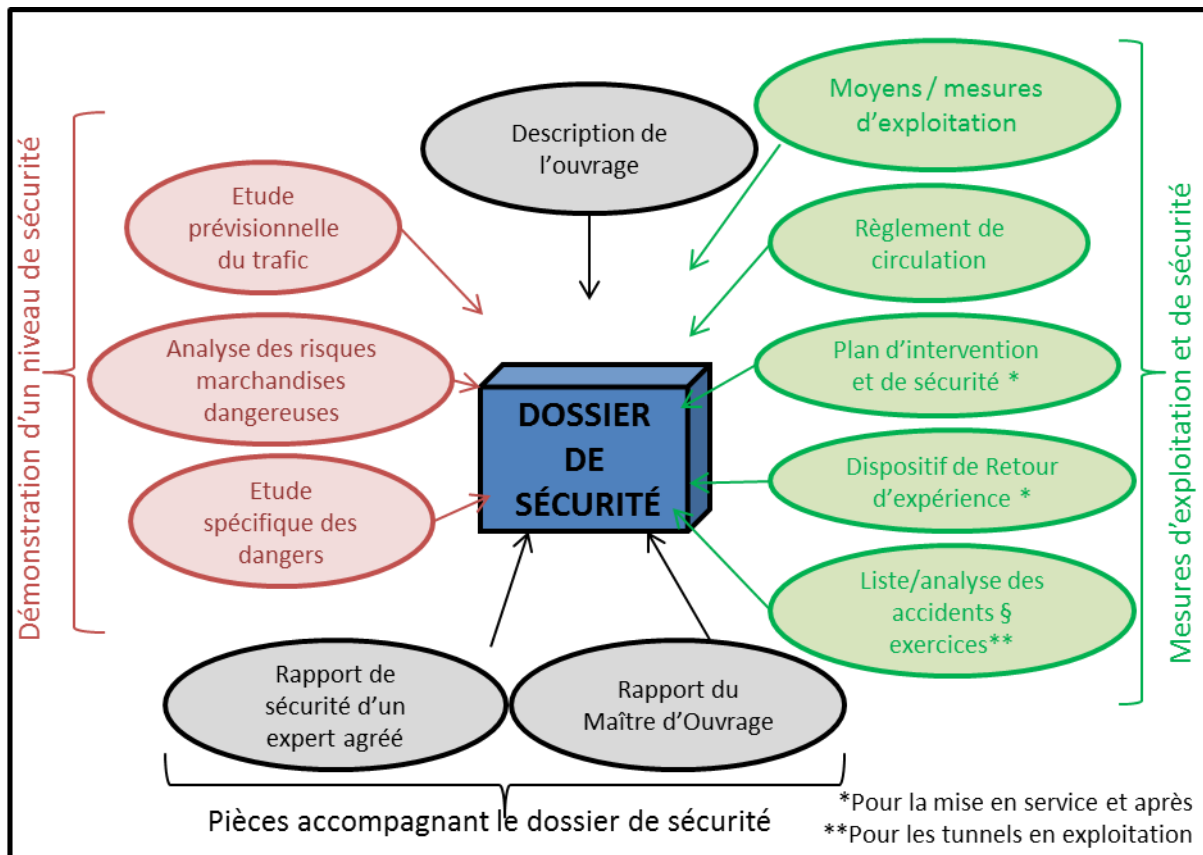 Démonstration d'un niveau de sécurité
Etude
prévisionnelle
du trafic
Analyse des risques
marchandises
dangereuses
Etude
spécifique des
dangers
Description de
l'ouvrage
DOSSIER
DE
SÉCURITÉ
Moyens / mesures
d'exploitation
Règlement de
circulation
Plan d'intervention
et de sécurité *
Dispositif de Retour
d'expérience *
Liste/analyse des
accidents §
exercices**
Mesures d'exploitation et de sécurité
Rapport de
sécurité d'un
expert agréé
Rapport du
Maître d'Ouvrage
Pièces accompagnant le dossier de sécurité
*Pour la mise en service et après
**Pour les tunnels en exploitation